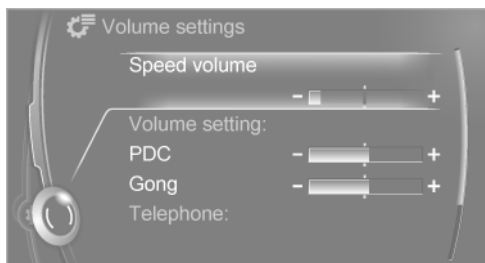 Volume settings
Speed volume
- +
Volume setting:
PDC - +
Gong - +
Telephone: